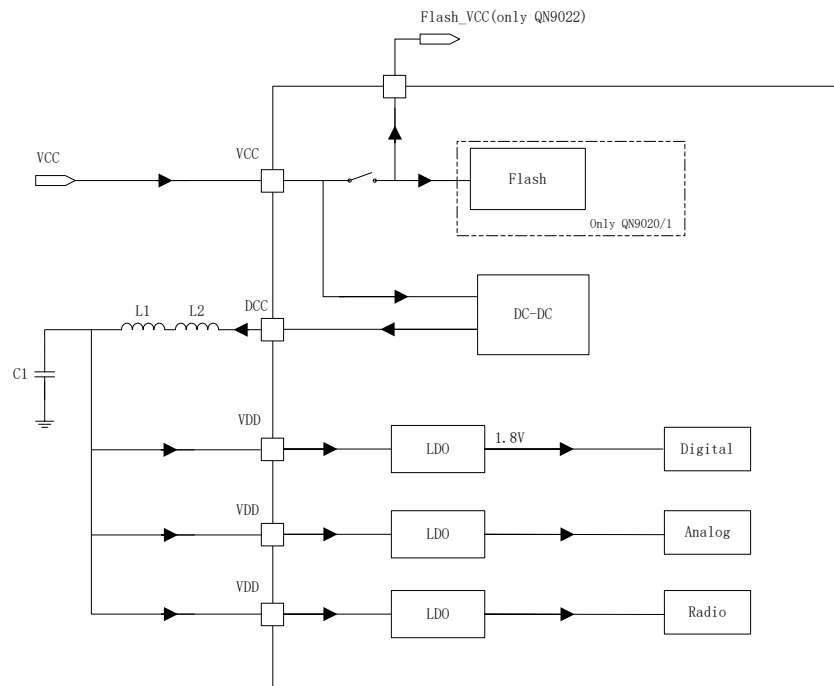 Flash_VCC(only QN9022)
VCC
VCC
Flash
Only QN9020/1
DC-DC
DCC
L1
L2
C1
VDD
LDO
1.8V
Digital
VDD
LDO
Analog
VDD
LDO
Radio